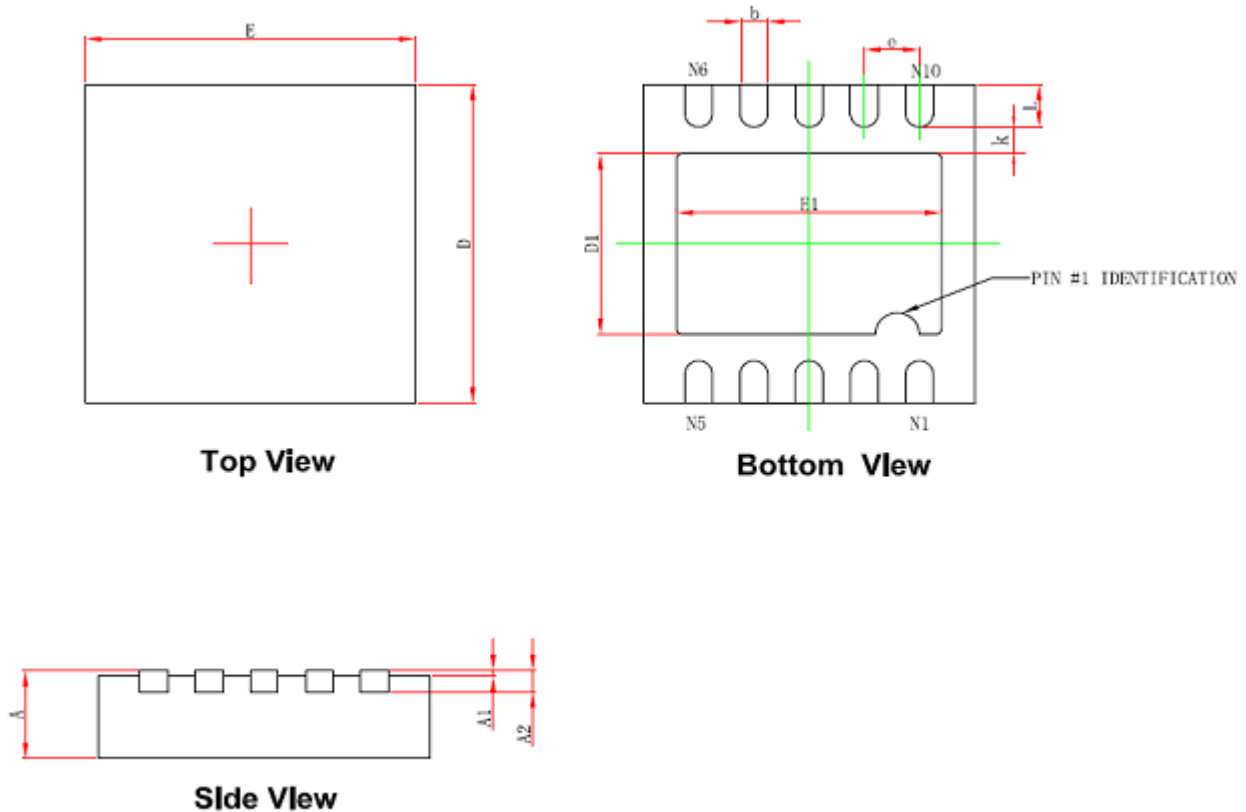 E
b
e
N6
N10
L
k
D
D1
E1
PIN #1 IDENTIFICATION
N5
N1
Top View
Bottom View
A
A1
A2
Side View